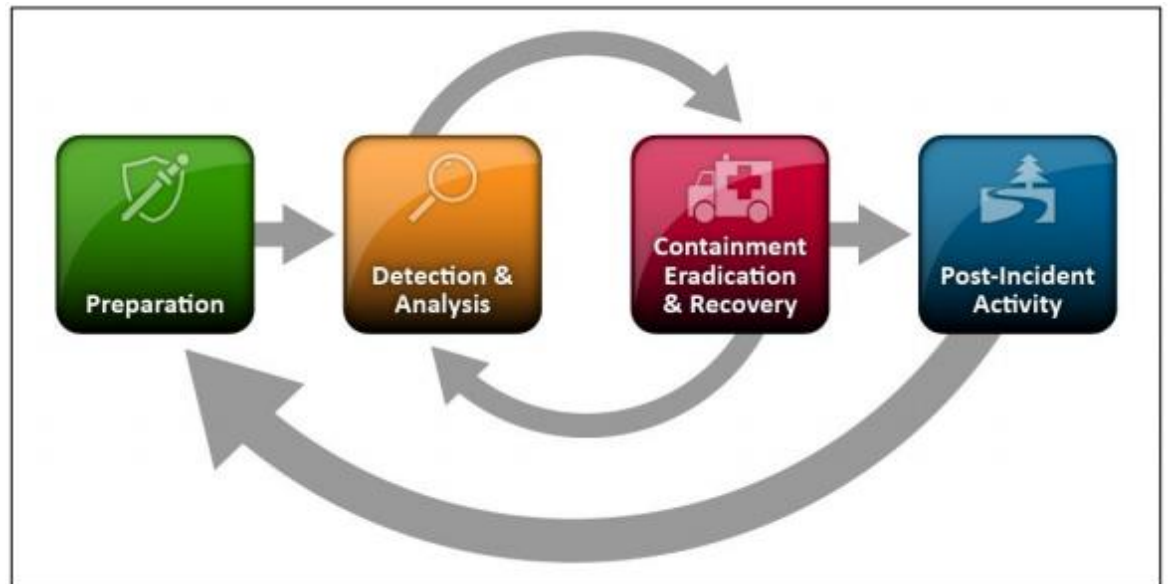 Preparation
Detection &
Analysis
Containment
Eradication
& Recovery
Post-Incident
Activity